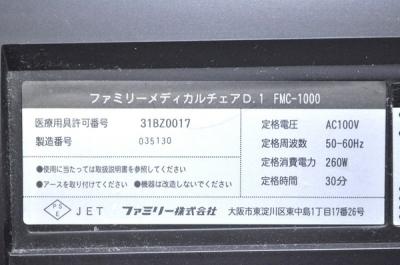 ファミリーメディカルチェアD.1 FMC-1000
医療用具許可番号 31BZ0017
製造番号 035130
●使用に当たっては取扱説明書を参照してください
●アースを取り付けてください ●機器は改造しないでください
定格電圧 AC100V
定格周波数 50-60Hz
定格消費電力 260W
定格時間 30分
PSE JET ファミリー株式会社 大阪市東淀川区東中島1丁目17番26号